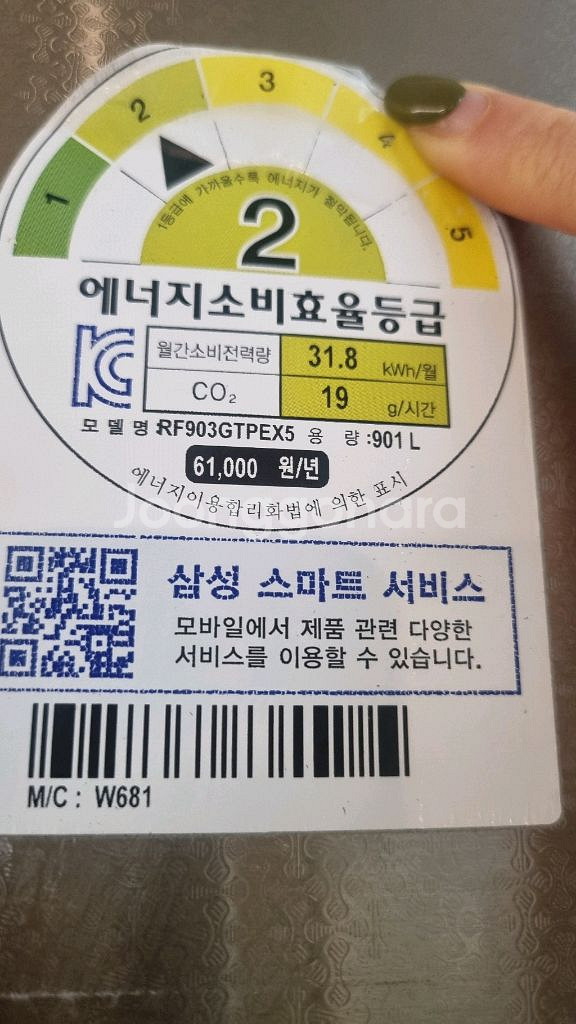 1 2 3 4 5
1등급에 가까울수록 에너지가 절약됩니다.
2
에너지소비효율등급
월간소비전력량 31.8 kWh/월
CO₂ 19 g/시간
모 델 명 :RF903GTPEX5 용 량 :901 L
61,000 원/년
에너지이용합리화법에 의한 표시
Joonggonara
삼성 스마트 서비스
모바일에서 제품 관련 다양한
서비스를 이용할 수 있습니다.
M/C : W681